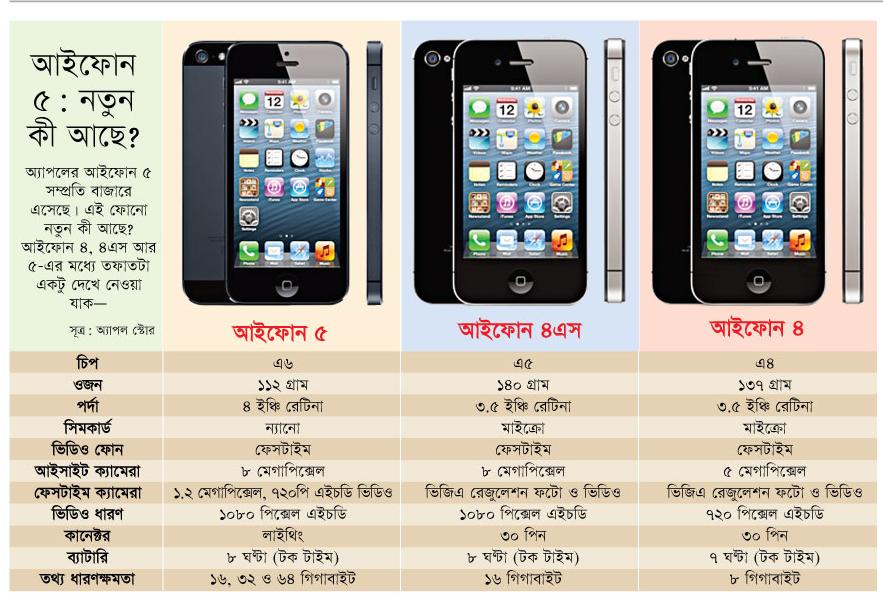 আইফোন
৫ : নতুন
কী আছে?
অ্যাপলের আইফোন ৫
সম্প্রতি বাজারে
এসেছে। এই ফোনো
নতুন কী আছে?
আইফোন ৪, ৪এস আর
৫-এর মধ্যে তফাতটা
একটু দেখে নেওয়া
যাক—
সূত্র : অ্যাপল স্টোর
আইফোন ৫ আইফোন ৪এস আইফোন ৪
চিপ এ৬ এ৫ এ৪
ওজন ১১২ গ্রাম ১৪০ গ্রাম ১৩৭ গ্রাম
পর্দা ৪ ইঞ্চি রেটিনা ৩.৫ ইঞ্চি রেটিনা ৩.৫ ইঞ্চি রেটিনা
সিমকার্ড ন্যানো মাইক্রো মাইক্রো
ভিডিও ফোন ফেসটাইম ফেসটাইম ফেসটাইম
আইসাইট ক্যামেরা ৮ মেগাপিক্সেল ৮ মেগাপিক্সেল ৫ মেগাপিক্সেল
ফেসটাইম ক্যামেরা ১.২ মেগাপিক্সেল, ৭২০পি এইচডি ভিডিও ভিজিএ রেজুলেশন ফটো ও ভিডিও ভিজিএ রেজুলেশন ফটো ও ভিডিও
ভিডিও ধারণ ১০৮০ পিক্সেল এইচডি ১০৮০ পিক্সেল এইচডি ৭২০ পিক্সেল এইচডি
কানেক্টর লাইথিং ৩০ পিন ৩০ পিন
ব্যাটারি ৮ ঘণ্টা (টক টাইম) ৮ ঘণ্টা (টক টাইম) ৭ ঘণ্টা (টক টাইম)
তথ্য ধারণক্ষমতা ১৬, ৩২ ও ৬৪ গিগাবাইট ১৬ গিগাবাইট ৮ গিগাবাইট